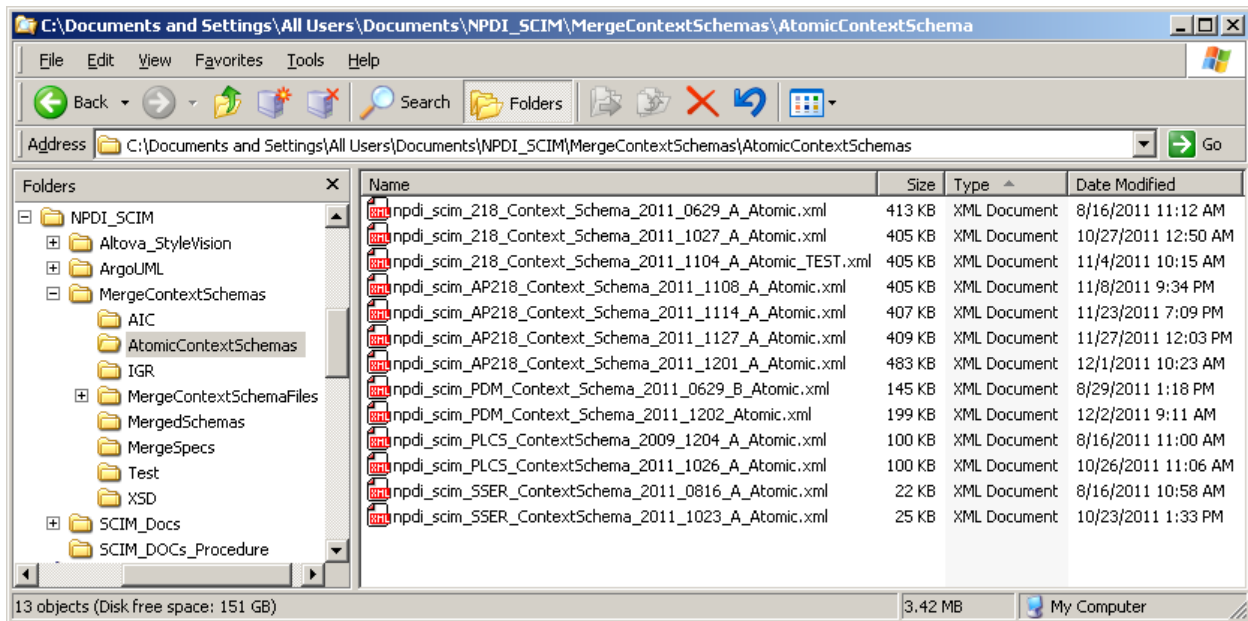 C:\Documents and Settings\All Users\Documents\NPDI_SCIM\MergeContextSchemas\AtomicContextSchema
File Edit View Favorites Tools Help
Back Search Folders
Address C:\Documents and Settings\All Users\Documents\NPDI_SCIM\MergeContextSchemas\AtomicContextSchemas Go
Folders x
NPDI_SCIM
Altova_StyleVision
ArgoUML
MergeContextSchemas
AIC
AtomicContextSchemas
IGR
MergeContextSchemaFiles
MergedSchemas
MergeSpecs
Test
XSD
SCIM_Docs
SCIM_DOCs_Procedure
Name Size Type Date Modified
npdi_scim_218_Context_Schema_2011_0629_A_Atomic.xml 413 KB XML Document 8/16/2011 11:12 AM
npdi_scim_218_Context_Schema_2011_1027_A_Atomic.xml 405 KB XML Document 10/27/2011 12:50 AM
npdi_scim_218_Context_Schema_2011_1104_A_Atomic_TEST.xml 405 KB XML Document 11/4/2011 10:15 AM
npdi_scim_AP218_Context_Schema_2011_1108_A_Atomic.xml 405 KB XML Document 11/8/2011 9:34 PM
npdi_scim_AP218_Context_Schema_2011_1114_A_Atomic.xml 407 KB XML Document 11/23/2011 7:09 PM
npdi_scim_AP218_Context_Schema_2011_1127_A_Atomic.xml 409 KB XML Document 11/27/2011 12:03 PM
npdi_scim_AP218_Context_Schema_2011_1201_A_Atomic.xml 483 KB XML Document 12/1/2011 10:23 AM
npdi_scim_PDM_Context_Schema_2011_0629_B_Atomic.xml 145 KB XML Document 8/29/2011 1:18 PM
npdi_scim_PDM_Context_Schema_2011_1202_Atomic.xml 199 KB XML Document 12/2/2011 9:11 AM
npdi_scim_PLCS_ContextSchema_2009_1204_A_Atomic.xml 100 KB XML Document 8/16/2011 11:00 AM
npdi_scim_PLCS_ContextSchema_2011_1026_A_Atomic.xml 100 KB XML Document 10/26/2011 11:06 AM
npdi_scim_SSER_ContextSchema_2011_0816_A_Atomic.xml 22 KB XML Document 8/16/2011 10:58 AM
npdi_scim_SSER_ContextSchema_2011_1023_A_Atomic.xml 25 KB XML Document 10/23/2011 1:33 PM
13 objects (Disk free space: 151 GB) 3.42 MB My Computer